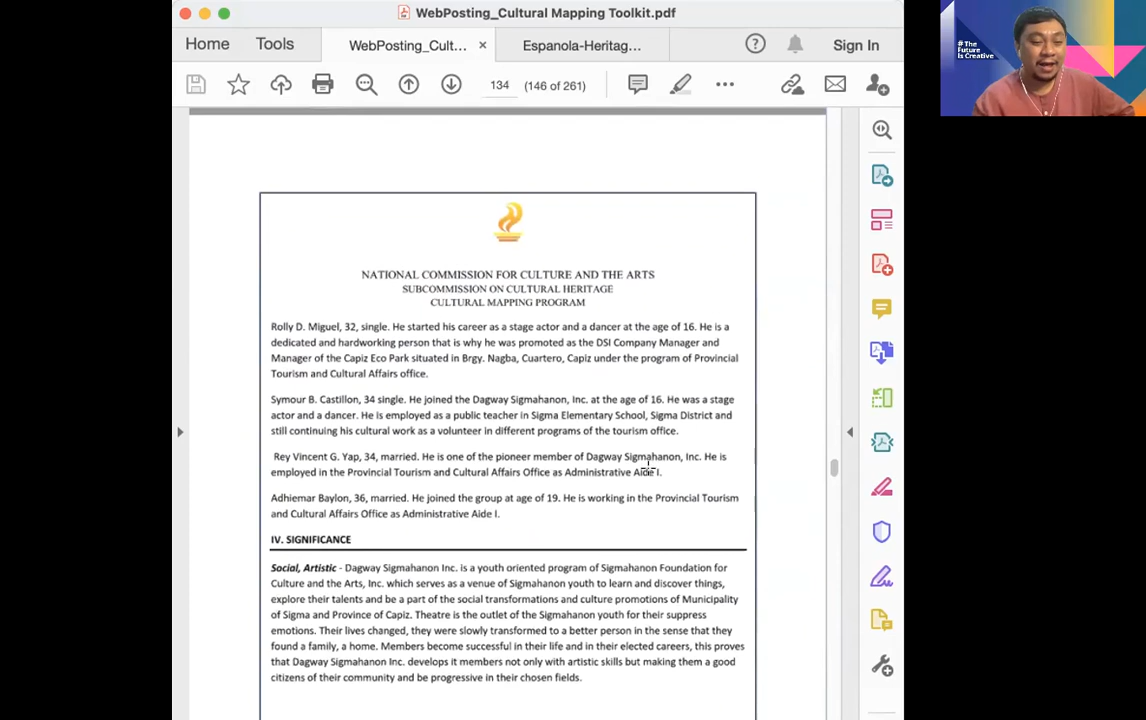 WebPosting_Cultural Mapping Toolkit.pdf
Home Tools WebPosting_Cult... × Espanola-Heritag... Sign In
134 (146 of 261)
# The
Future
Is Creative
NATIONAL COMMISSION FOR CULTURE AND THE ARTS
SUBCOMMISSION ON CULTURAL HERITAGE
CULTURAL MAPPING PROGRAM
Rolly D. Miguel, 32, single. He started his career as a stage actor and a dancer at the age of 16. He is a
dedicated and hardworking person that is why he was promoted as the DSI Company Manager and
Manager of the Capiz Eco Park situated in Brgy. Nagba, Cuartero, Capiz under the program of Provincial
Tourism and Cultural Affairs office.
Symour B. Castillon, 34 single. He joined the Dagway Sigmahanon, Inc. at the age of 16. He was a stage
actor and a dancer. He is employed as a public teacher in Sigma Elementary School, Sigma District and
still continuing his cultural work as a volunteer in different programs of the tourism office.
Rey Vincent G. Yap, 34, married. He is one of the pioneer member of Dagway Sigmahanon, Inc. He is
employed in the Provincial Tourism and Cultural Affairs Office as Administrative Aide I.
Adhiemar Baylon, 36, married. He joined the group at age of 19. He is working in the Provincial Tourism
and Cultural Affairs Office as Administrative Aide I.
IV. SIGNIFICANCE
Social, Artistic - Dagway Sigmahanon Inc. is a youth oriented program of Sigmahanon Foundation for
Culture and the Arts, Inc. which serves as a venue of Sigmahanon youth to learn and discover things,
explore their talents and be a part of the social transformations and culture promotions of Municipality
of Sigma and Province of Capiz. Theatre is the outlet of the Sigmahanon youth for their suppress
emotions. Their lives changed, they were slowly transformed to a better person in the sense that they
found a family, a home. Members become successful in their life and in their elected careers, this proves
that Dagway Sigmahanon Inc. develops it members not only with artistic skills but making them a good
citizens of their community and be progressive in their chosen fields.